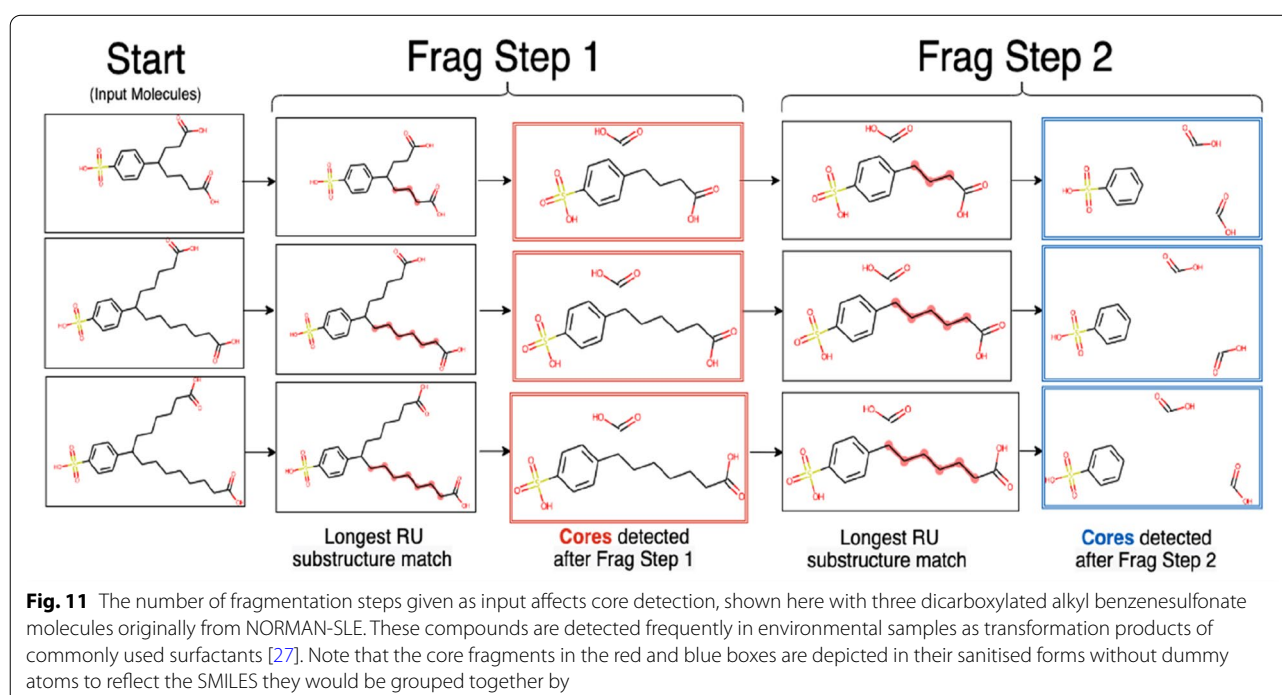 Start
(Input Molecules)
Frag Step 1
Frag Step 2
Longest RU
substructure match
Cores detected
after Frag Step 1
Longest RU
substructure match
Cores detected
after Frag Step 2
Fig. 11 The number of fragmentation steps given as input affects core detection, shown here with three dicarboxylated alkyl benzenesulfonate
molecules originally from NORMAN-SLE. These compounds are detected frequently in environmental samples as transformation products of
commonly used surfactants [27]. Note that the core fragments in the red and blue boxes are depicted in their sanitised forms without dummy
atoms to reflect the SMILES they would be grouped together by